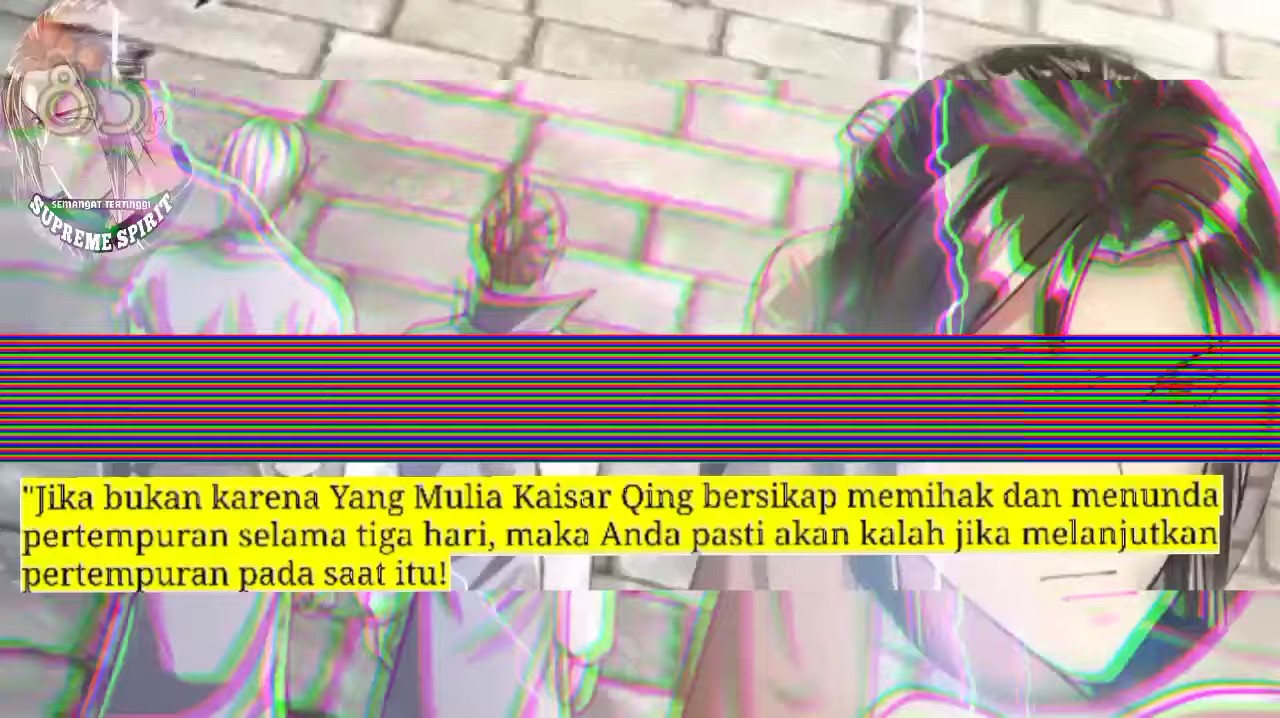 SEMANGAT TERTINGGI
SUPREME SPIRIT
"Jika bukan karena Yang Mulia Kaisar Qing bersikap memihak dan menunda
pertempuran selama tiga hari, maka Anda pasti akan kalah jika melanjutkan
pertempuran pada saat itu!